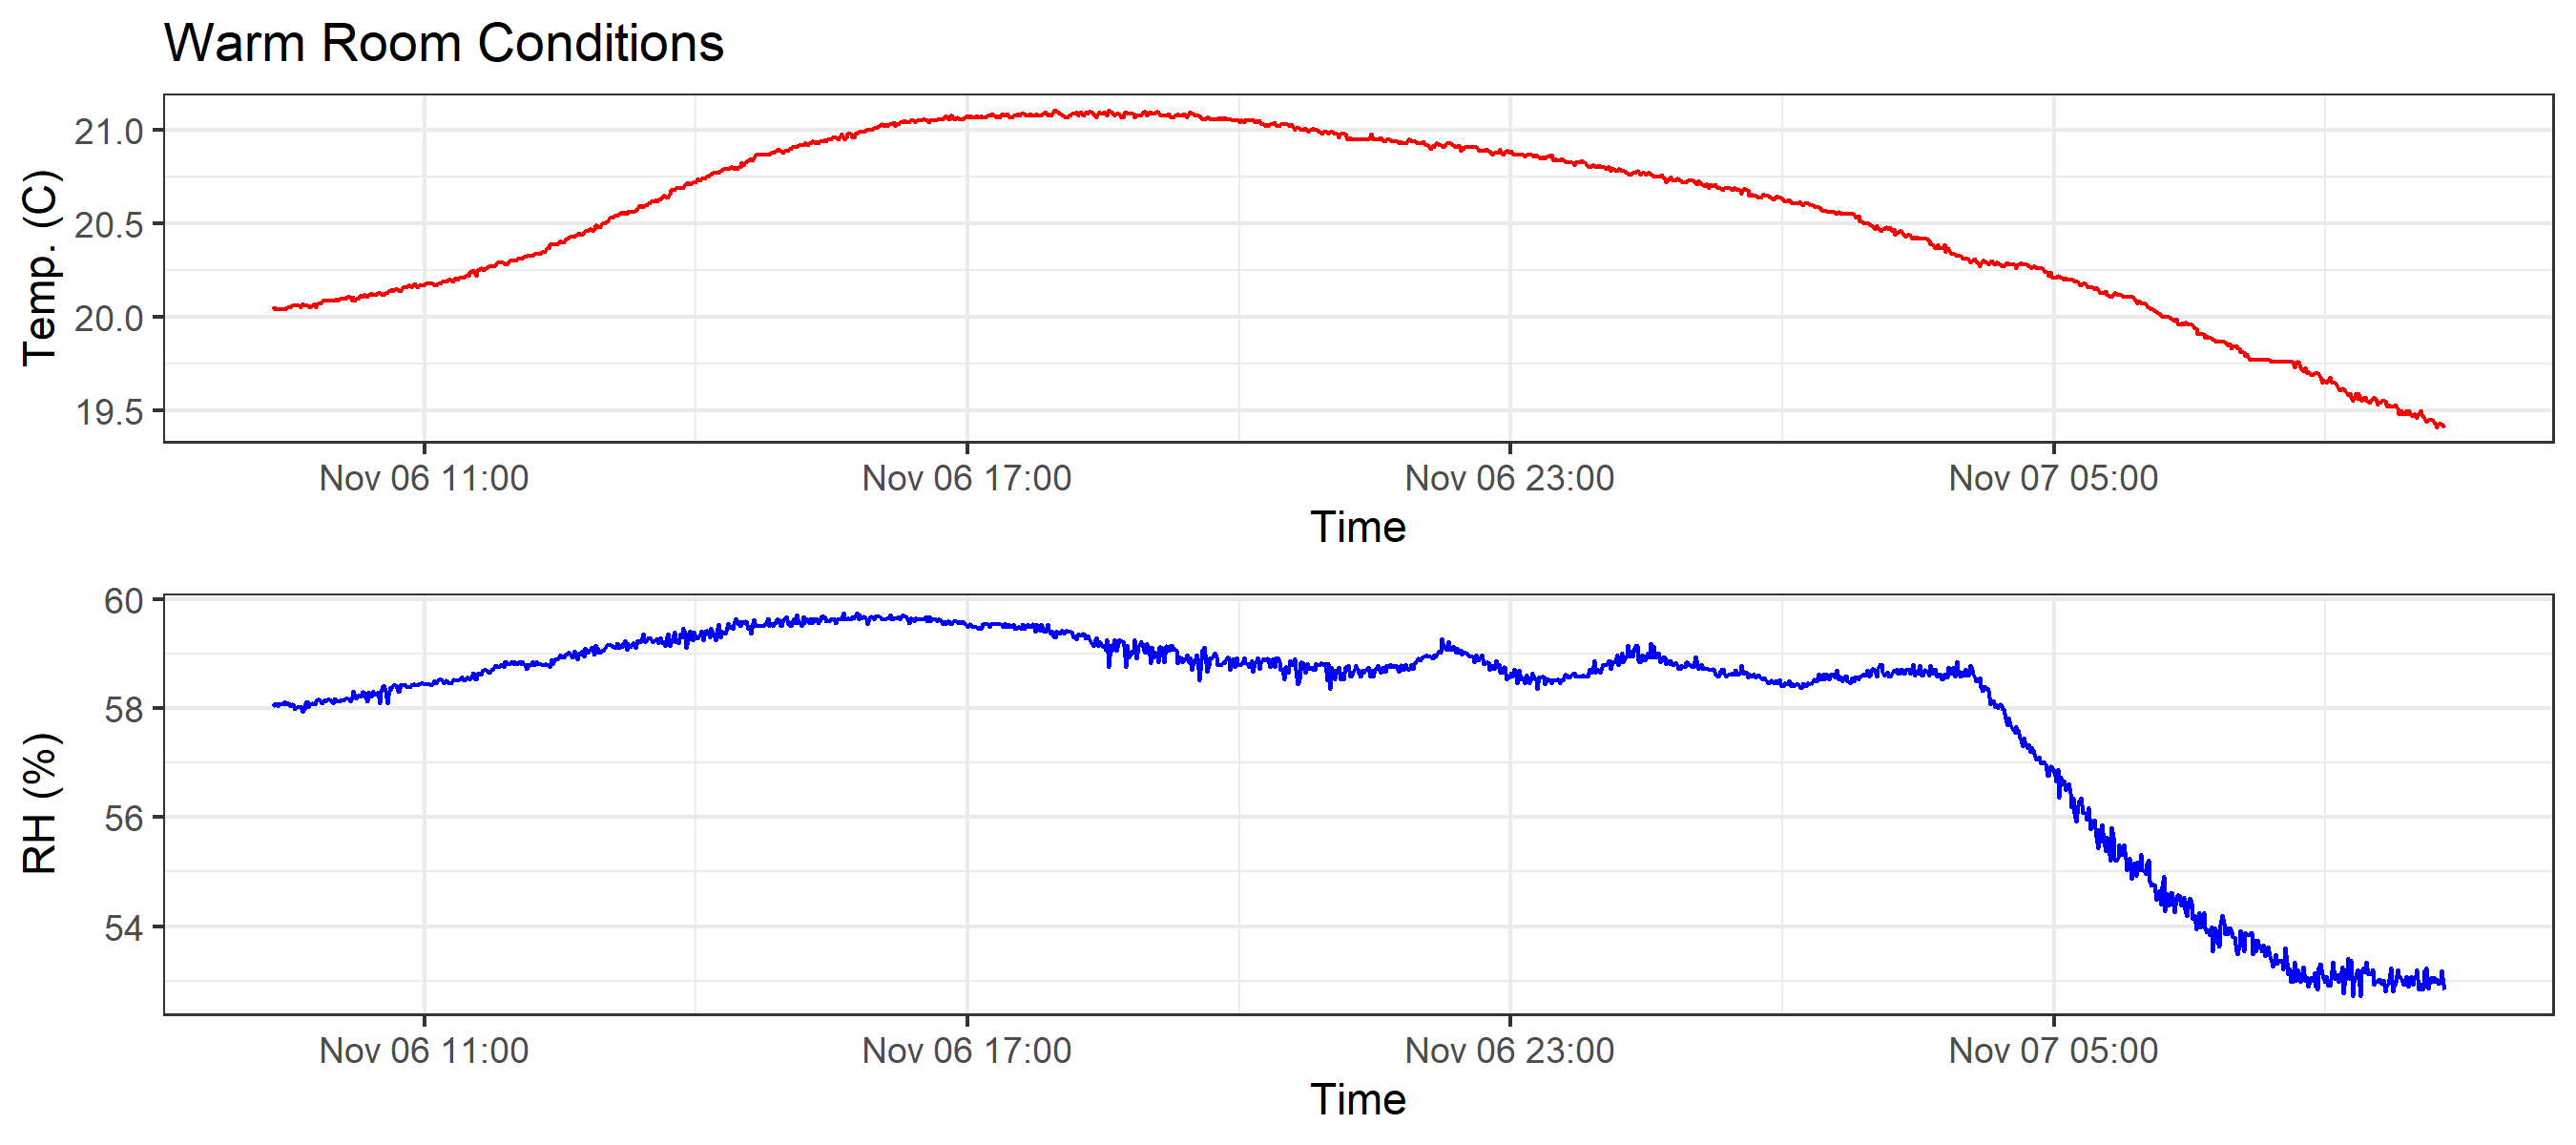 Warm Room Conditions
Temp. (C)
21.0
20.5
20.0
19.5
Nov 06 11:00 Nov 06 17:00 Nov 06 23:00 Nov 07 05:00
Time
RH (%)
60
58
56
54
Nov 06 11:00 Nov 06 17:00 Nov 06 23:00 Nov 07 05:00
Time